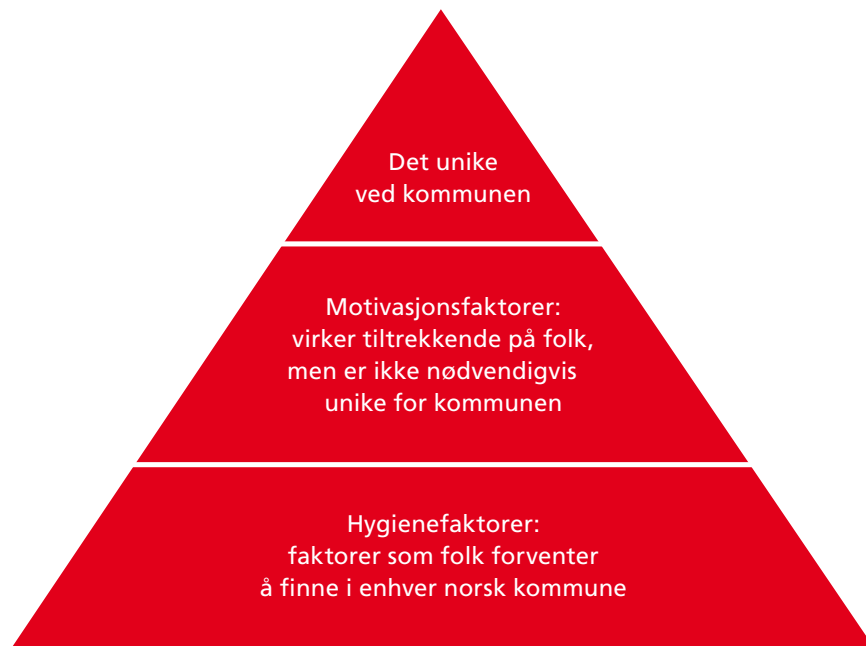 Det unike
ved kommunen
Motivasjonsfaktorer:
virker tiltrekkende på folk,
men er ikke nødvendigvis
unike for kommunen
Hygienefaktorer:
faktorer som folk forventer
å finne i enhver norsk kommune